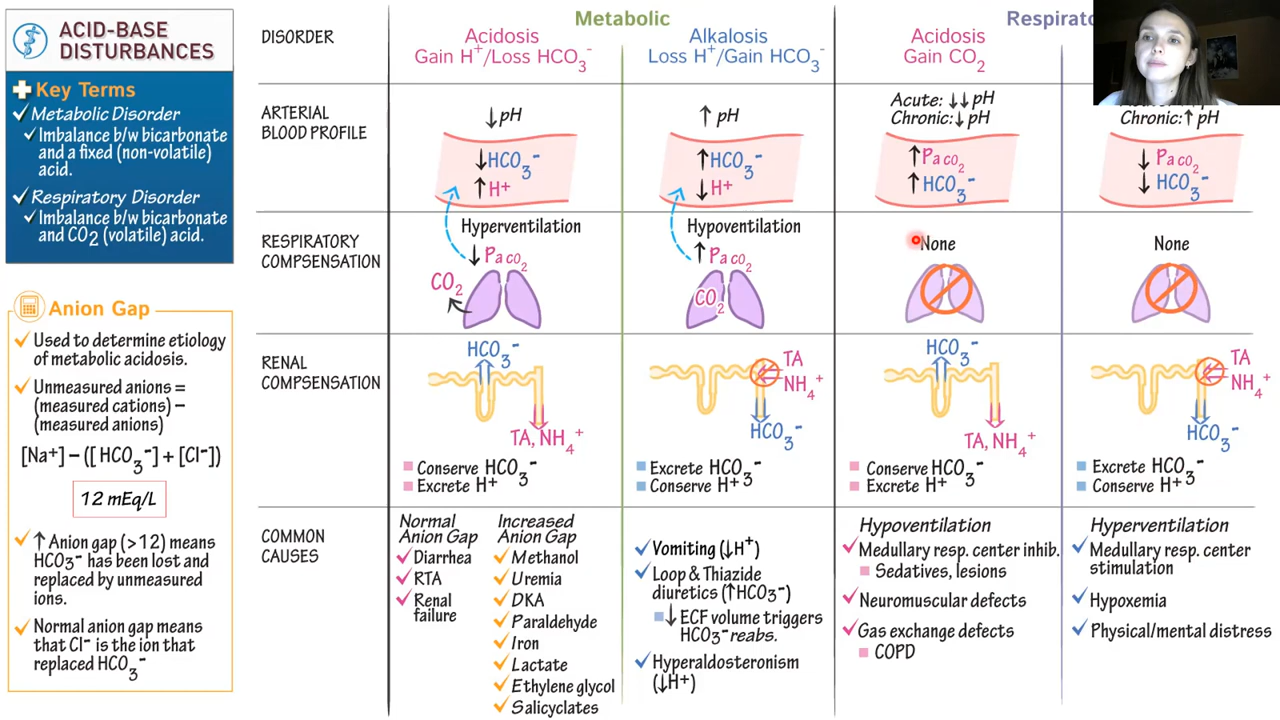 ACID-BASE
DISTURBANCES
Key Terms
Metabolic Disorder
Imbalance b/w bicarbonate
and a fixed (non-volatile)
acid.
Respiratory Disorder
Imbalance b/w bicarbonate
and CO2 (volatile) acid.
Anion Gap
Used to determine etiology
of metabolic acidosis.
Unmeasured anions =
(measured cations) –
(measured anions)
[Na⁺] – ([HCO₃⁻] + [Cl⁻])
12 mEq/L
↑ Anion gap (>12) means
HCO₃⁻ has been lost and
replaced by unmeasured
ions.
Normal anion gap means
that Cl⁻ is the ion that
replaced HCO₃⁻
Metabolic
DISORDER
Acidosis
Gain H⁺/Loss HCO₃⁻
Alkalosis
Loss H⁺/Gain HCO₃⁻
Acidosis
Gain CO₂
ARTERIAL
BLOOD PROFILE
↓pH
↓HCO₃⁻
↑H⁺
↑pH
↑HCO₃⁻
↓H⁺
Acute: ↓↓pH
Chronic:↓pH
↑Paco₂
↑HCO₃⁻
Chronic:↑pH
↓Paco₂
↓HCO₃⁻
RESPIRATORY
COMPSENSATION
Hyperventilation
↓Paco₂
CO₂
Hypoventilation
↑Paco₂
CO₂
None
None
RENAL
COMPENSATION
HCO₃⁻
TA, NH₄⁺
Conserve HCO₃⁻
Excrete H⁺
TA
NH₄⁺
HCO₃⁻
Excrete HCO₃⁻
Conserve H⁺
HCO₃⁻
TA, NH₄⁺
Conserve HCO₃⁻
Excrete H⁺
TA
NH₄⁺
HCO₃⁻
Excrete HCO₃⁻
Conserve H⁺
COMMON
CAUSES
Normal
Anion Gap
Diarrhea
RTA
Renal
failure
Increased
Anion Gap
Methanol
Uremia
DKA
Paraldehyde
Iron
Lactate
Ethylene glycol
Salicyclates
Vomiting (↓H⁺)
Loop & Thiazide
diuretics (↑HCO₃⁻)
↓ECF volume triggers
HCO₃⁻reabs.
Hyperaldosteronism
(↓H⁺)
Hypoventilation
Medullary resp. center inhib.
Sedatives, lesions
Neuromuscular defects
Gas exchange defects
COPD
Hyperventilation
Medullary resp. center
stimulation
Hypoxemia
Physical/mental distress